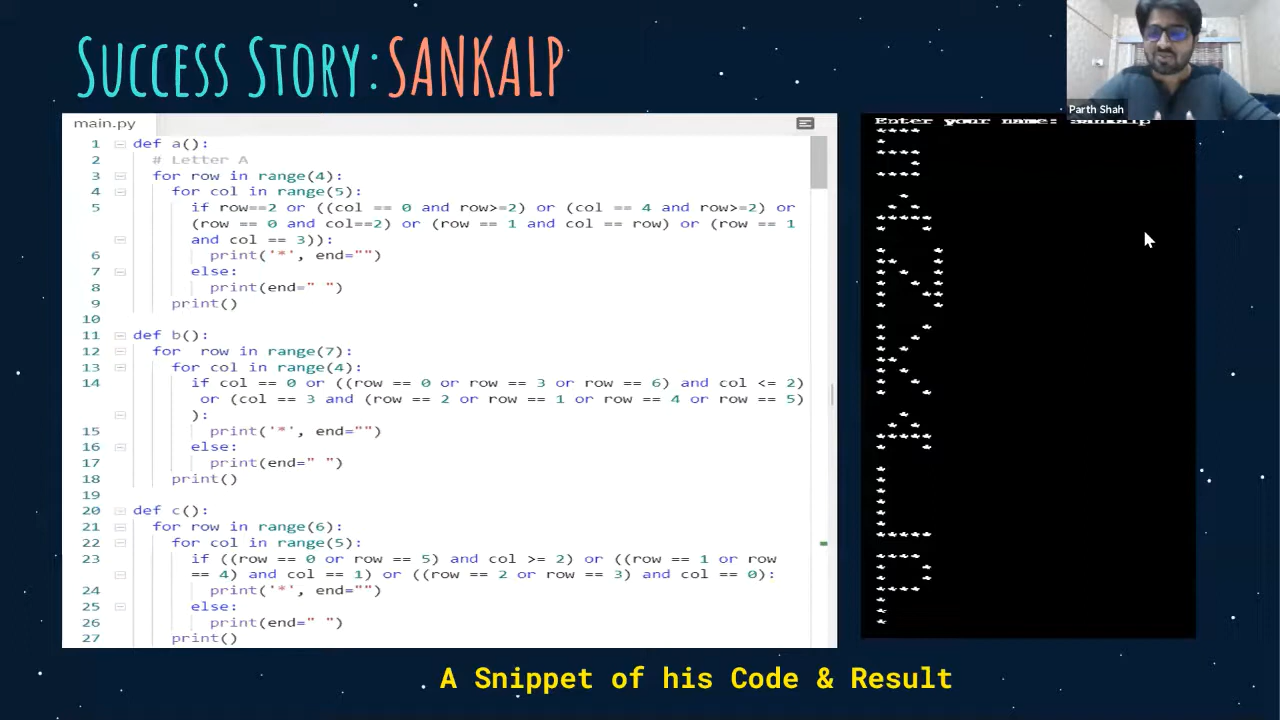 SUCCESS STORY: SANKALP
Parth Shah
main.py
1 def a():
2 # Letter A
3 for row in range(4):
4 for col in range(5):
5 if row==2 or ((col == 0 and row>=2) or (col == 4 and row>=2) or
(row == 0 and col==2) or (row == 1 and col == row) or (row == 1
and col == 3)):
6 print('*', end="")
7 else:
8 print(end=" ")
9 print()
10
11 def b():
12 for row in range(7):
13 for col in range(4):
14 if col == 0 or ((row == 0 or row == 3 or row == 6) and col <= 2)
or (col == 3 and (row == 2 or row == 1 or row == 4 or row == 5)
):
15 print('*', end="")
16 else:
17 print(end=" ")
18 print()
19
20 def c():
21 for row in range(6):
22 for col in range(5):
23 if ((row == 0 or row == 5) and col >= 2) or ((row == 1 or row
== 4) and col == 1) or ((row == 2 or row == 3) and col == 0):
24 print('*', end="")
25 else:
26 print(end=" ")
27 print()
Enter your name: sankalp
A Snippet of his Code & Result